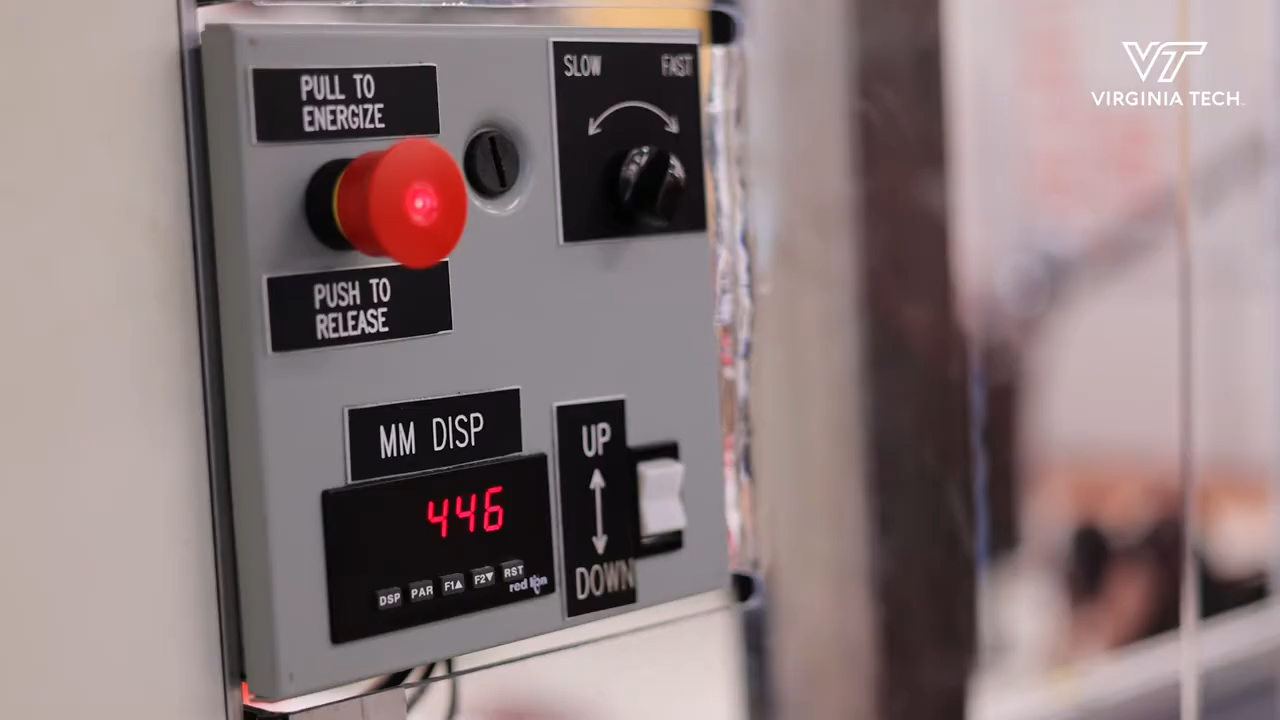 PULL TO
ENERGIZE
SLOW FAST
PUSH TO
RELEASE
MM DISP
446
DSP PAR F1▲ F2▼ RST
red lion
UP
DOWN
VT
VIRGINIA TECH